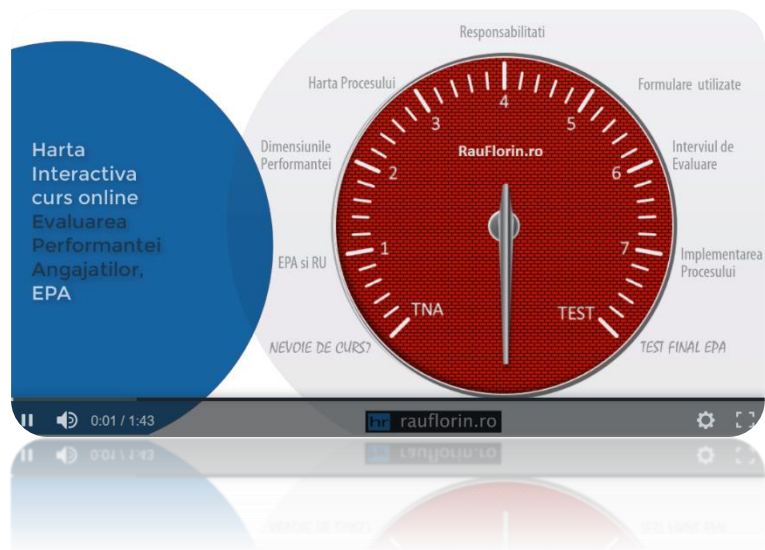 Harta
Interactiva
curs online
Evaluarea
Performantei
Angajatilor,
EPA
Responsabilitati
Harta Procesului
Formulare utilizate
Dimensiunile
Performantei
Interviul de
Evaluare
EPA si RU
Implementarea
Procesului
NEVOIE DE CURS?
TEST FINAL EPA
RauFlorin.ro
TNA
1
2
3
4
5
6
7
TEST
0:01 / 1:43
hr rauflorin.ro